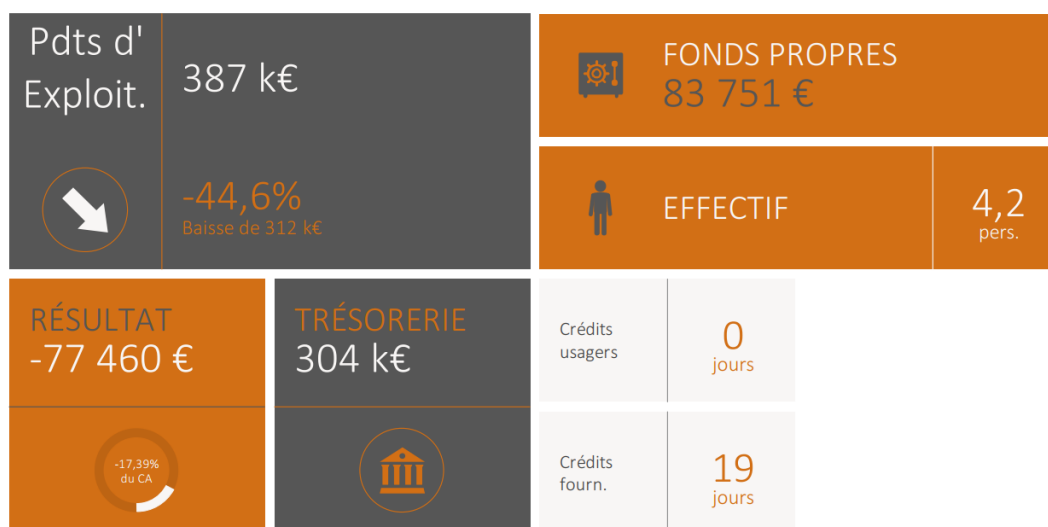 Pdts d'
Exploit.
387 k€
-44,6%
Baisse de 312 k€
FONDS PROPRES
83 751 €
EFFECTIF
4,2
pers.
RÉSULTAT
-77 460 €
-17,39%
du CA
TRÉSORERIE
304 k€
Crédits
usagers
0
jours
Crédits
fourn.
19
jours